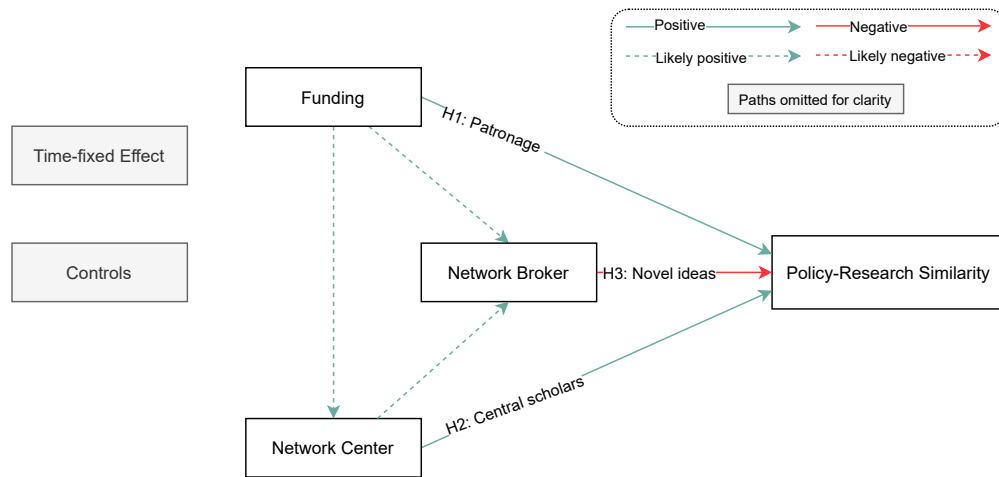 Positive
Negative
Likely positive
Likely negative
Paths omitted for clarity
Funding
H1: Patronage
Time-fixed Effect
Controls
Network Broker
H3: Novel ideas
Policy-Research Similarity
H2: Central scholars
Network Center